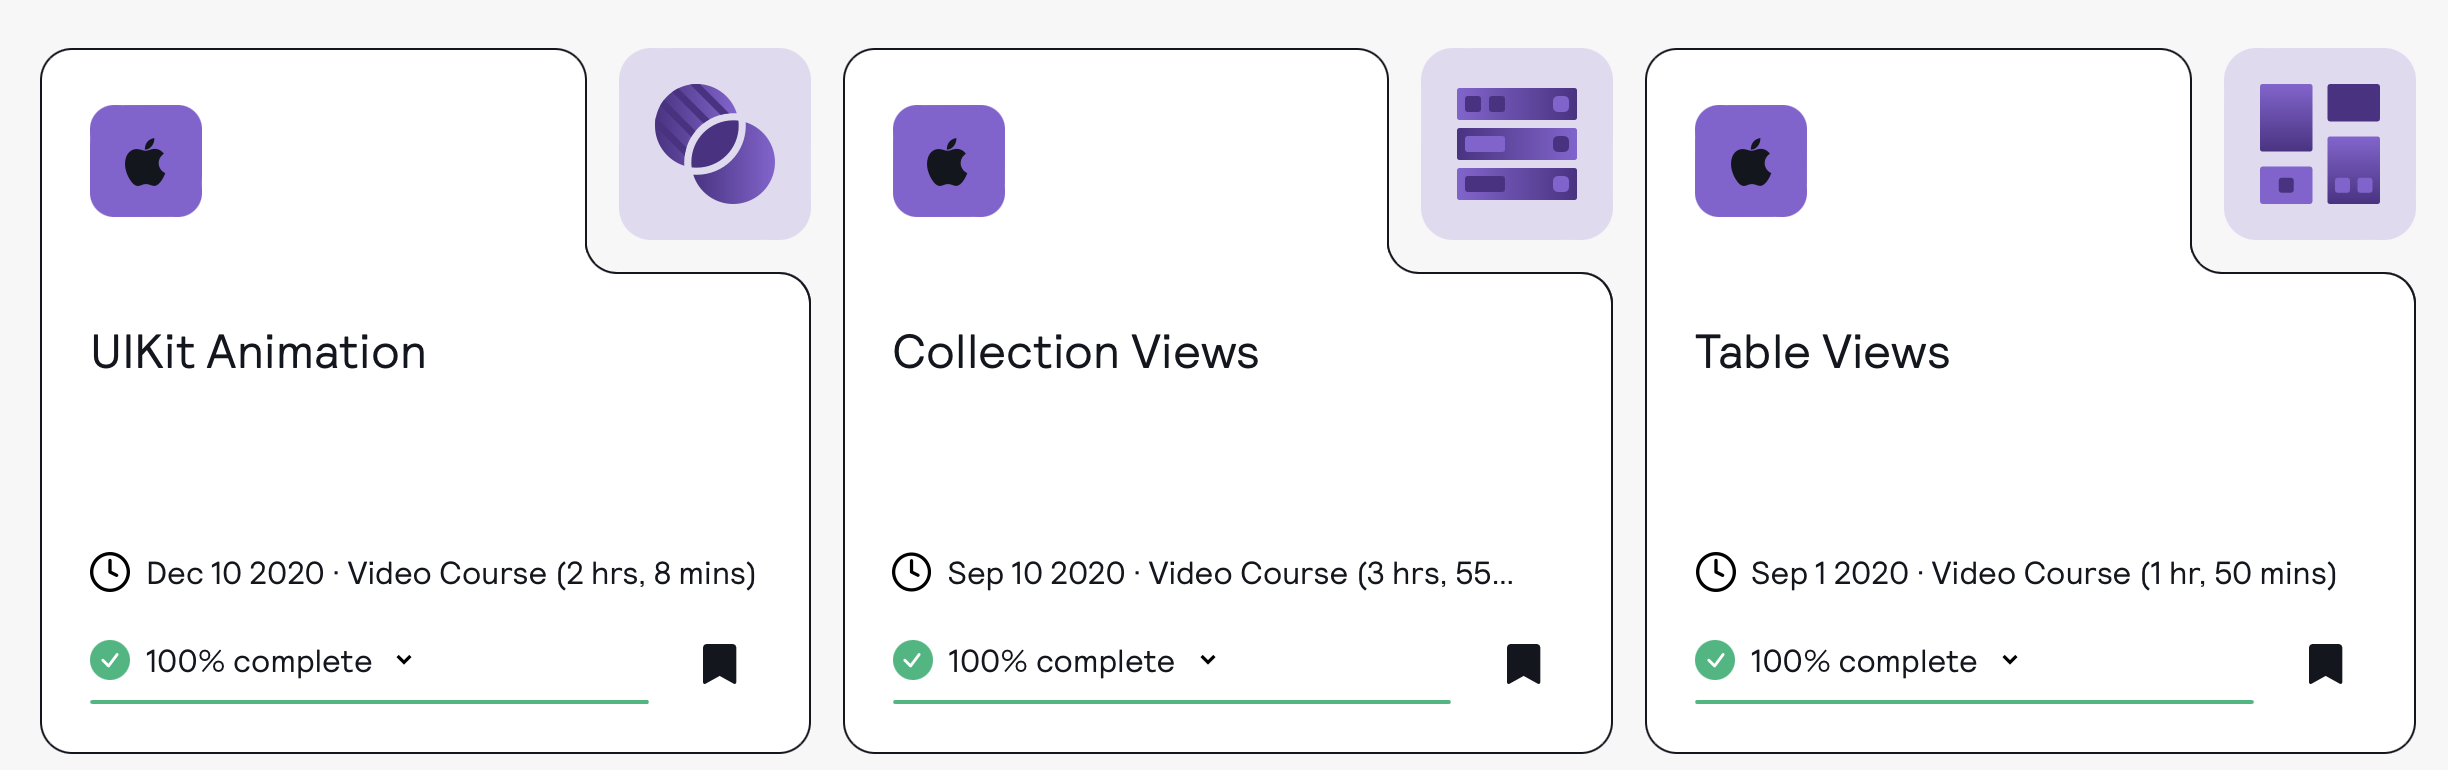 UIKit Animation
Dec 10 2020 · Video Course (2 hrs, 8 mins)
100% complete
Collection Views
Sep 10 2020 · Video Course (3 hrs, 55...
100% complete
Table Views
Sep 1 2020 · Video Course (1 hr, 50 mins)
100% complete